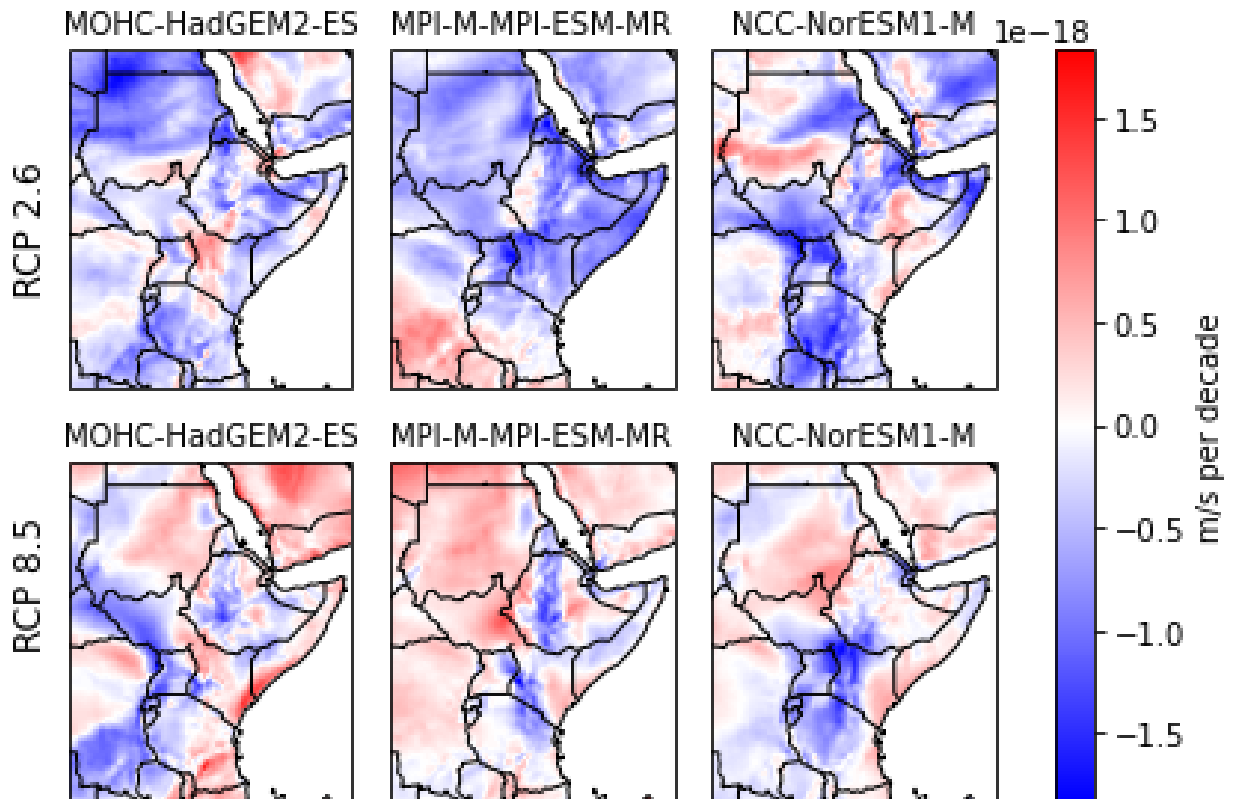 MOHC-HadGEM2-ES MPI-M-MPI-ESM-MR NCC-NorESM1-M 1e−18
RCP 2.6
MOHC-HadGEM2-ES MPI-M-MPI-ESM-MR NCC-NorESM1-M
RCP 8.5
1.5
1.0
0.5
0.0
−0.5
−1.0
−1.5
m/s per decade